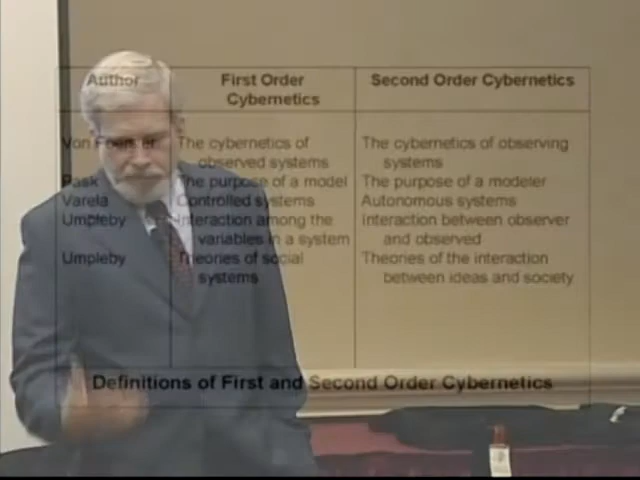 Author First Order Second Order Cybernetics
Cybernetics
Von Foerster The cybernetics of The cybernetics of observing
observed systems systems
Pask The purpose of a model The purpose of a modeler
Varela Controlled systems Autonomous systems
Umpleby Interaction among the Interaction between observer
variables in a system and observed
Umpleby Theories of social Theories of the interaction
systems between ideas and society
Definitions of First and Second Order Cybernetics